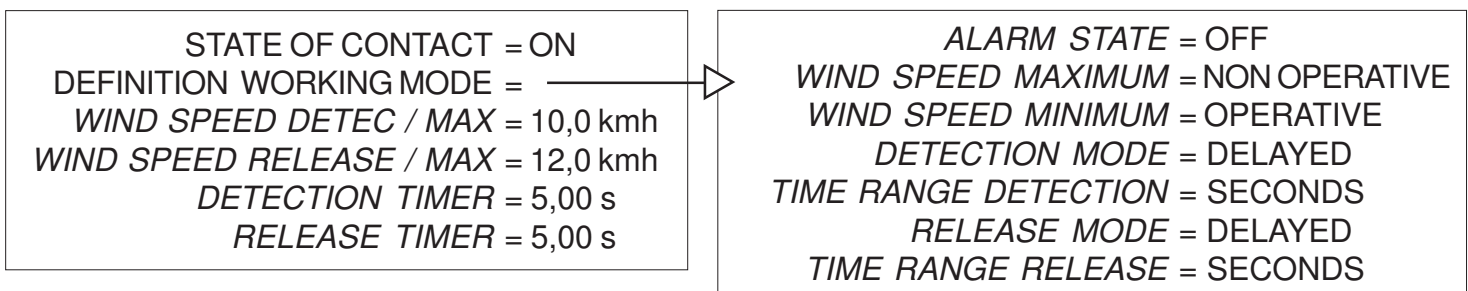 STATE OF CONTACT = ON
DEFINITION WORKING MODE =
WIND SPEED DETEC / MAX = 10,0 kmh
WIND SPEED RELEASE / MAX = 12,0 kmh
DETECTION TIMER = 5,00 s
RELEASE TIMER = 5,00 s
ALARM STATE = OFF
WIND SPEED MAXIMUM = NON OPERATIVE
WIND SPEED MINIMUM = OPERATIVE
DETECTION MODE = DELAYED
TIME RANGE DETECTION = SECONDS
RELEASE MODE = DELAYED
TIME RANGE RELEASE = SECONDS